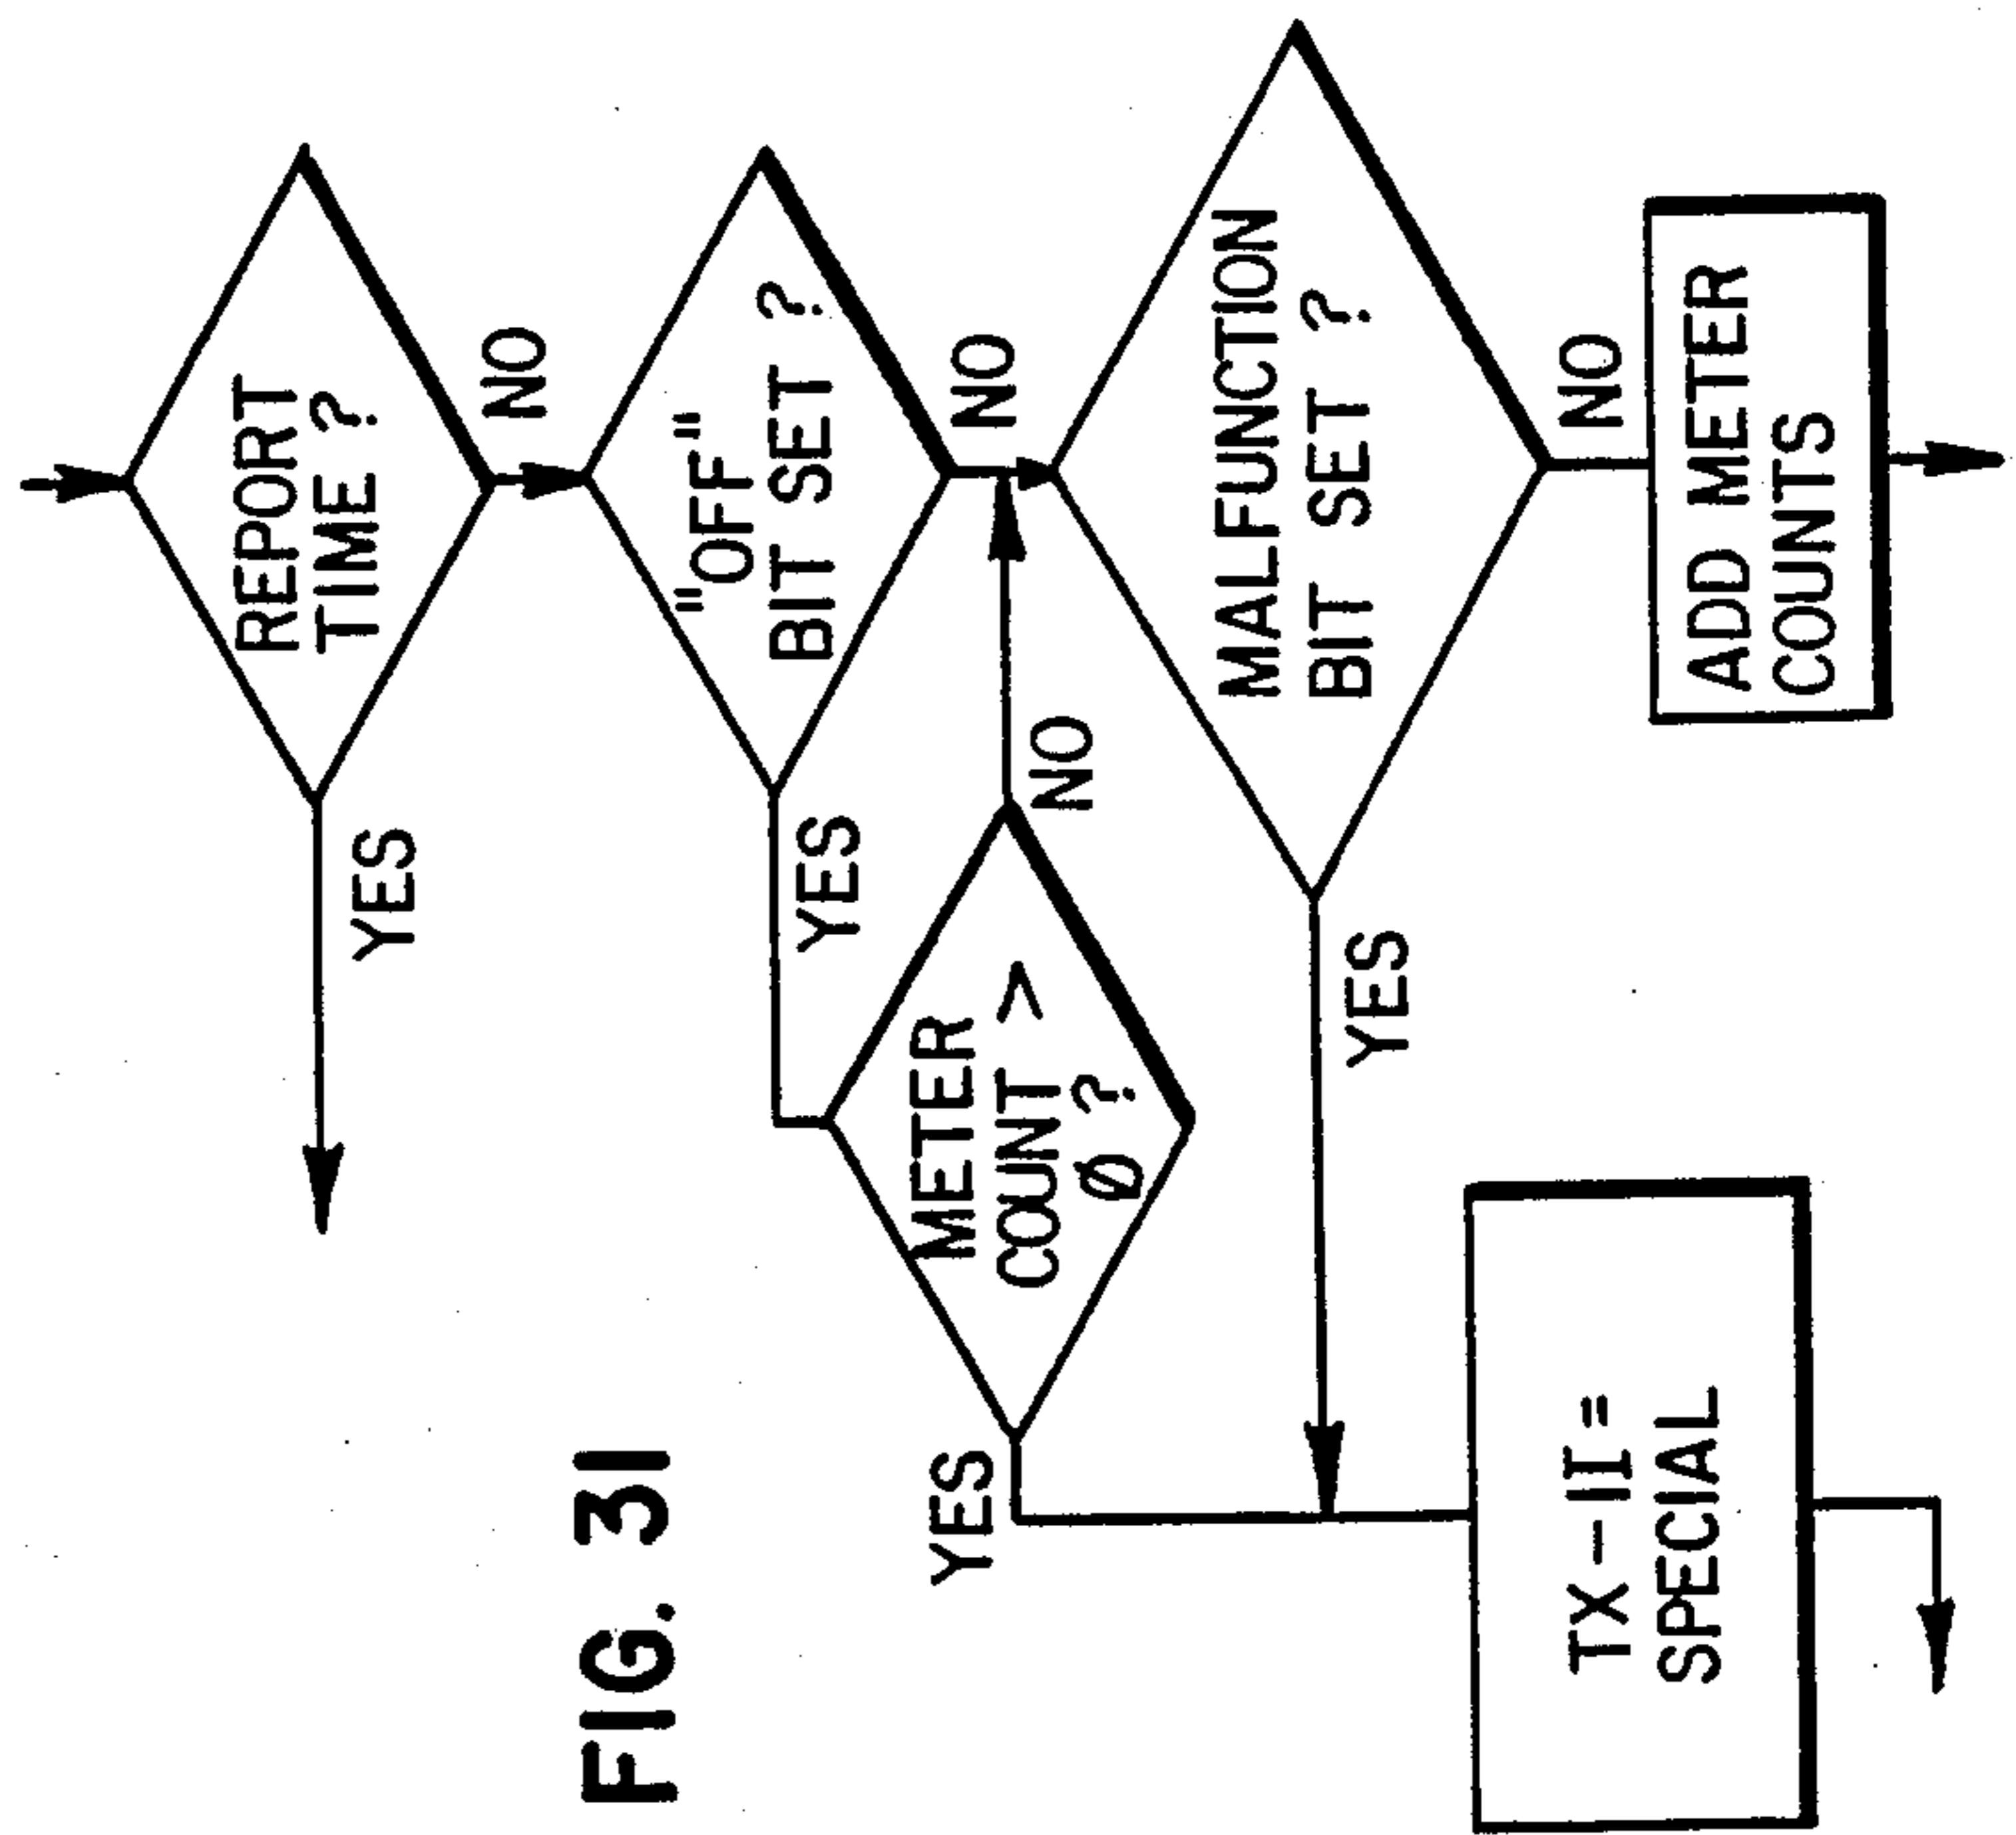 REPORT
TIME ?
YES
NO
"OFF"
BIT SET ?
YES
NO
METER
COUNT >
Ø ?
YES
NO
MALFUNCTION
BIT SET ?
YES
NO
ADD METER
COUNTS
TX-II =
SPECIAL
FIG. 31